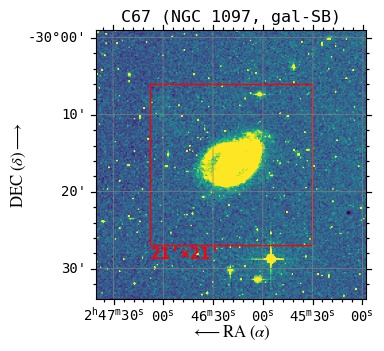 C67 (NGC 1097, gal-SB)
-30°00'
10'
20'
30'
DEC (δ)⟶
21'×21'
2ʰ47ᵐ30ˢ 00ˢ 46ᵐ30ˢ 00ˢ 45ᵐ30ˢ 00ˢ
⟵ RA (α)